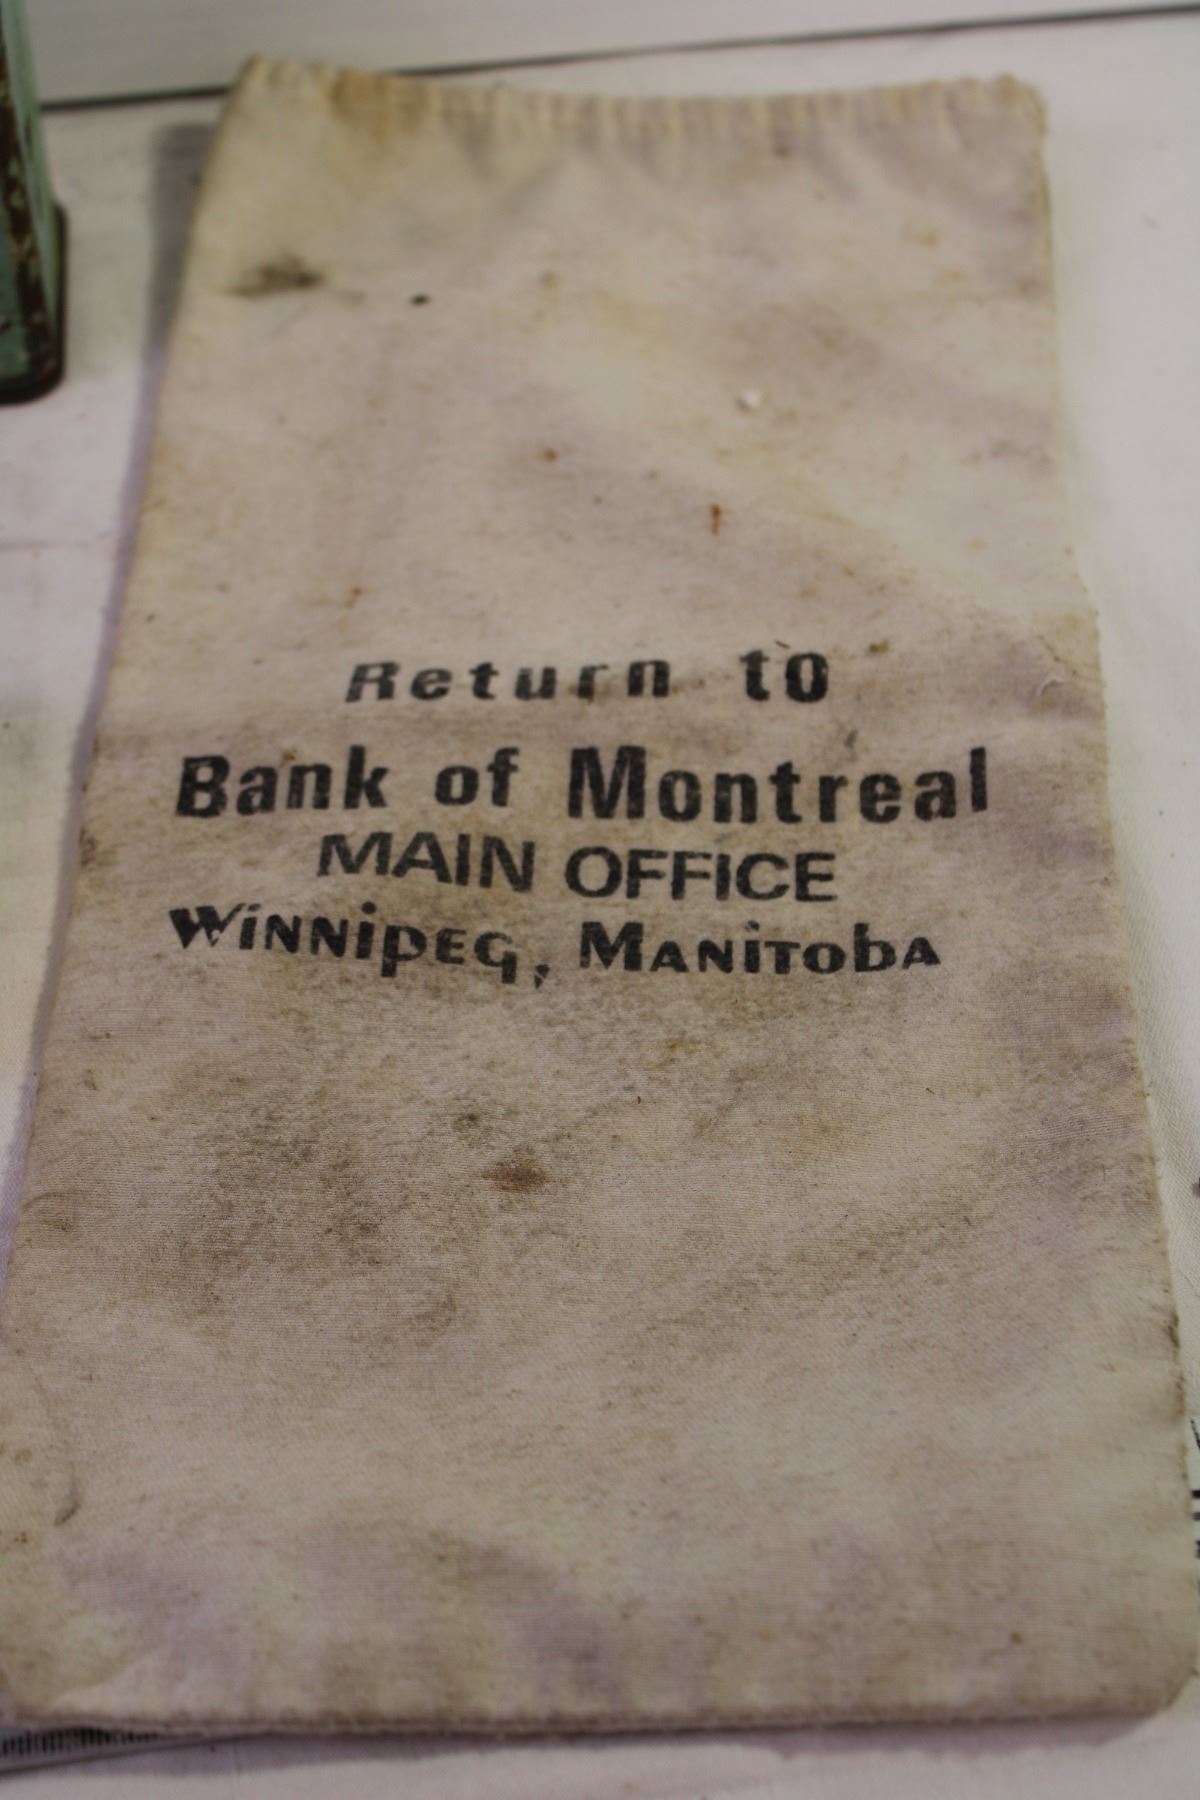 Return to
Bank of Montreal
MAIN OFFICE
Winnipeg, Manitoba